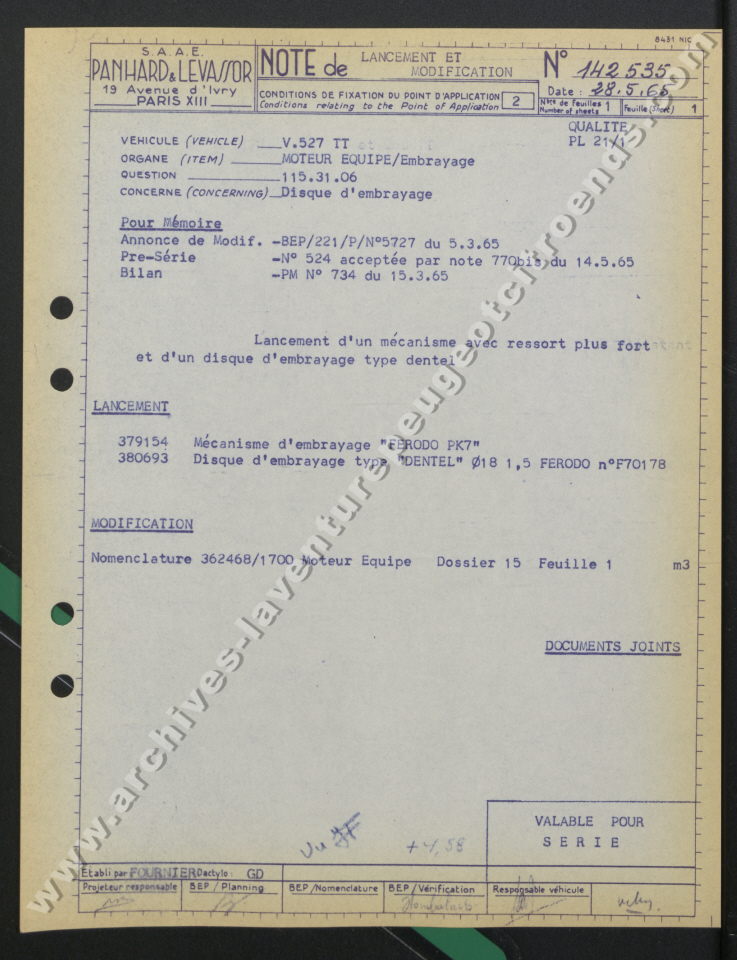 8431 NIC
S.A.A.E.
PANHARD & LEVASSOR
19 Avenue d'Ivry
PARIS XIII
NOTE de
LANCEMENT ET
MODIFICATION
N° 142 535
Date : 28.5.65
CONDITIONS DE FIXATION DU POINT D'APPLICATION
Conditions relating to the Point of Application
2
Nbre de feuilles 1
Number of sheets
Feuille (Sheet) 1
QUALITE
PL 21/1
VEHICULE (VEHICLE) V.527 TT
ORGANE (ITEM) MOTEUR EQUIPE/Embrayage
QUESTION 115.31.06
CONCERNE (CONCERNING) Disque d'embrayage
Pour Mémoire
Annonce de Modif. -BEP/221/P/N°5727 du 5.3.65
Pre-Série -N° 524 acceptée par note 770bis du 14.5.65
Bilan -PM N° 734 du 15.3.65
Lancement d'un mécanisme avec ressort plus fort
et d'un disque d'embrayage type dentel
LANCEMENT
379154 Mécanisme d'embrayage "FERODO PK7"
380693 Disque d'embrayage type "DENTEL" Ø18 1,5 FERODO n°F70178
MODIFICATION
Nomenclature 362468/1700 Moteur Equipe Dossier 15 Feuille 1 m3
DOCUMENTS JOINTS
VALABLE POUR
SERIE
Vu
+4,58
Etabli par FOURNIER Dactylo : GD
Projeteur responsable
BEP / Planning
BEP/Nomenclature
BEP/Vérification
Responsable véhicule
www.archives-laventurepeugeotcitroends.com